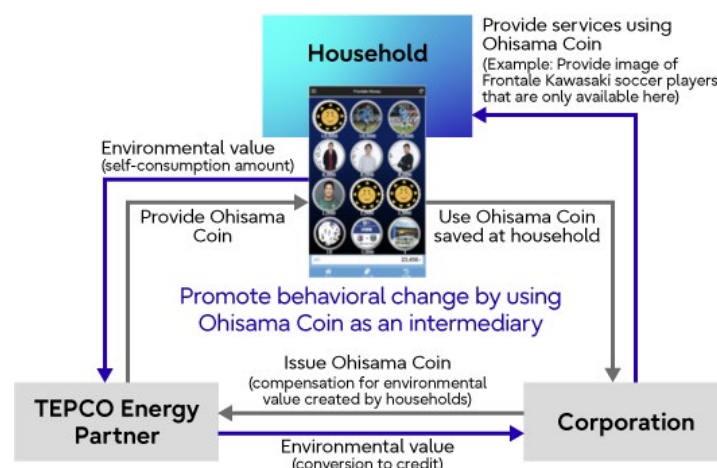 Provide services using
Ohisama Coin
(Example: Provide image of
Frontale Kawasaki soccer players
that are only available here)
Household
Environmental value
(self-consumption amount)
Provide Ohisama
Coin
Use Ohisama Coin
saved at household
Promote behavioral change by using
Ohisama Coin as an intermediary
Issue Ohisama Coin
(compensation for environmental
value created by households)
TEPCO Energy
Partner
Corporation
Environmental value
(conversion to credit)